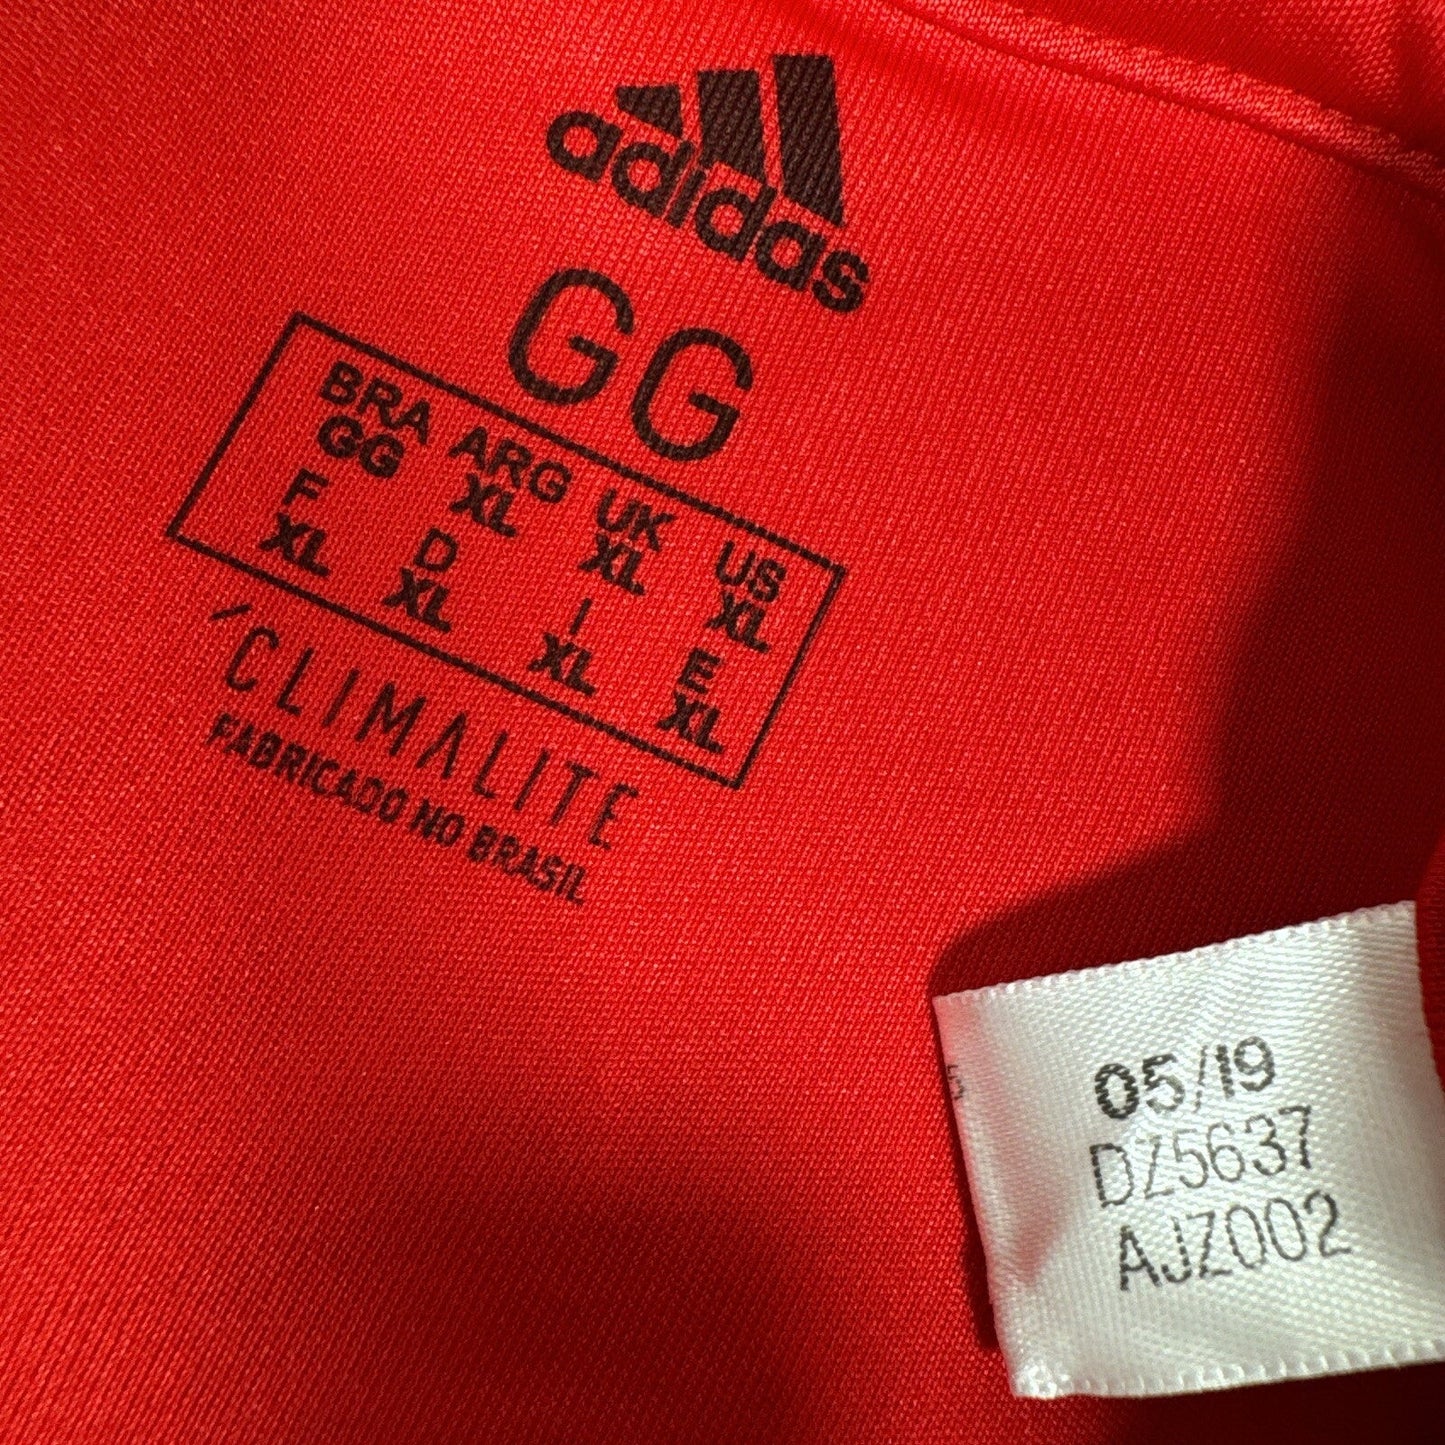 adidas
GG
BRA ARG UK US
GG XL XL XL
F D I E
XL XL XL XL
CLIMALITE
FABRICADO NO BRASIL
05/19
DZ5637
AJZ002